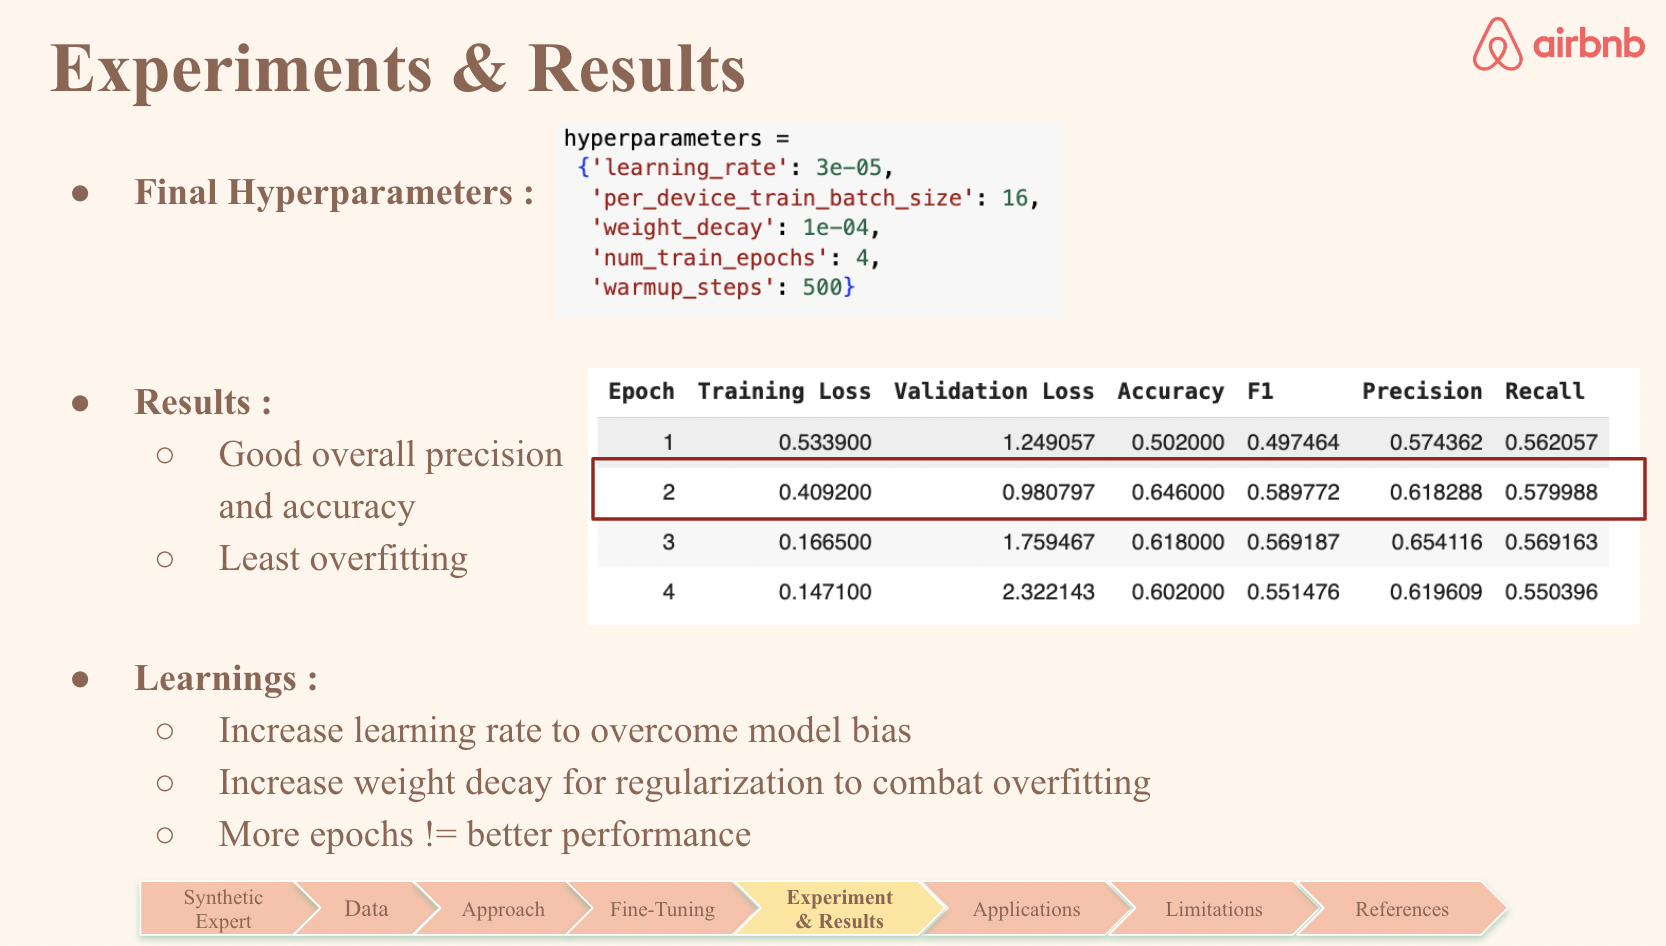 Experiments & Results
airbnb
● Final Hyperparameters :
hyperparameters =
{'learning_rate': 3e-05,
'per_device_train_batch_size': 16,
'weight_decay': 1e-04,
'num_train_epochs': 4,
'warmup_steps': 500}
● Results :
○ Good overall precision
and accuracy
○ Least overfitting
Epoch Training Loss Validation Loss Accuracy F1 Precision Recall
1 0.533900 1.249057 0.502000 0.497464 0.574362 0.562057
2 0.409200 0.980797 0.646000 0.589772 0.618288 0.579988
3 0.166500 1.759467 0.618000 0.569187 0.654116 0.569163
4 0.147100 2.322143 0.602000 0.551476 0.619609 0.550396
● Learnings :
○ Increase learning rate to overcome model bias
○ Increase weight decay for regularization to combat overfitting
○ More epochs != better performance
Synthetic
Expert
Data
Approach
Fine-Tuning
Experiment
& Results
Applications
Limitations
References